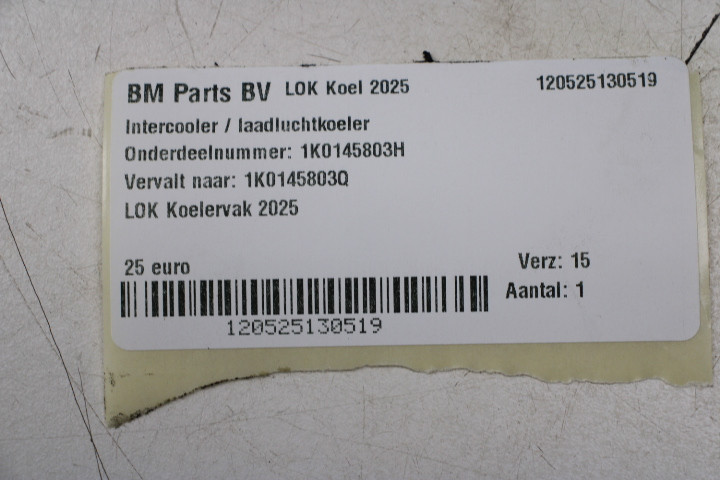 BM Parts BV LOK Koel 2025 120525130519
Intercooler / laadluchtkoeler
Onderdeelnummer: 1K0145803H
Vervalt naar: 1K0145803Q
LOK Koelervak 2025
25 euro Verz: 15
Aantal: 1
120525130519